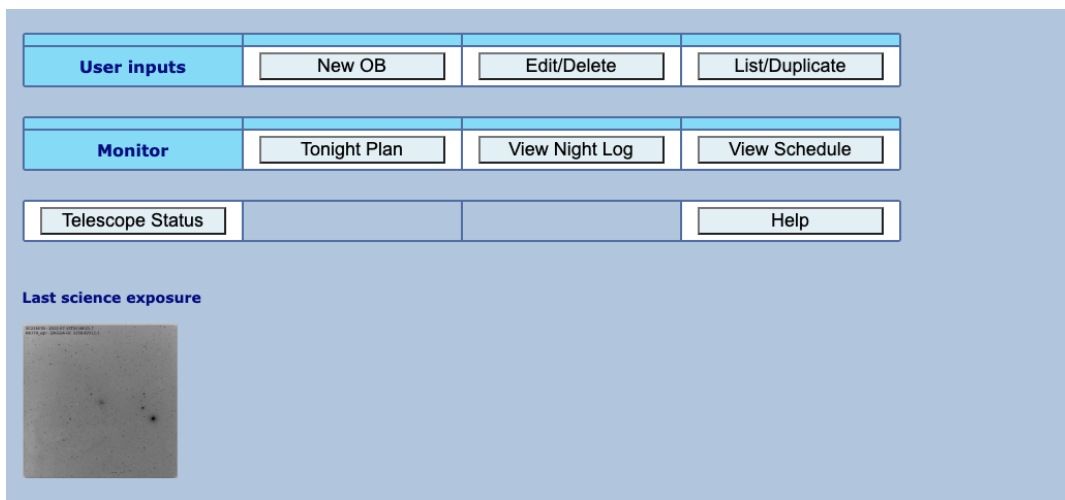 User inputs New OB Edit/Delete List/Duplicate
Monitor Tonight Plan View Night Log View Schedule
Telescope Status Help
Last science exposure